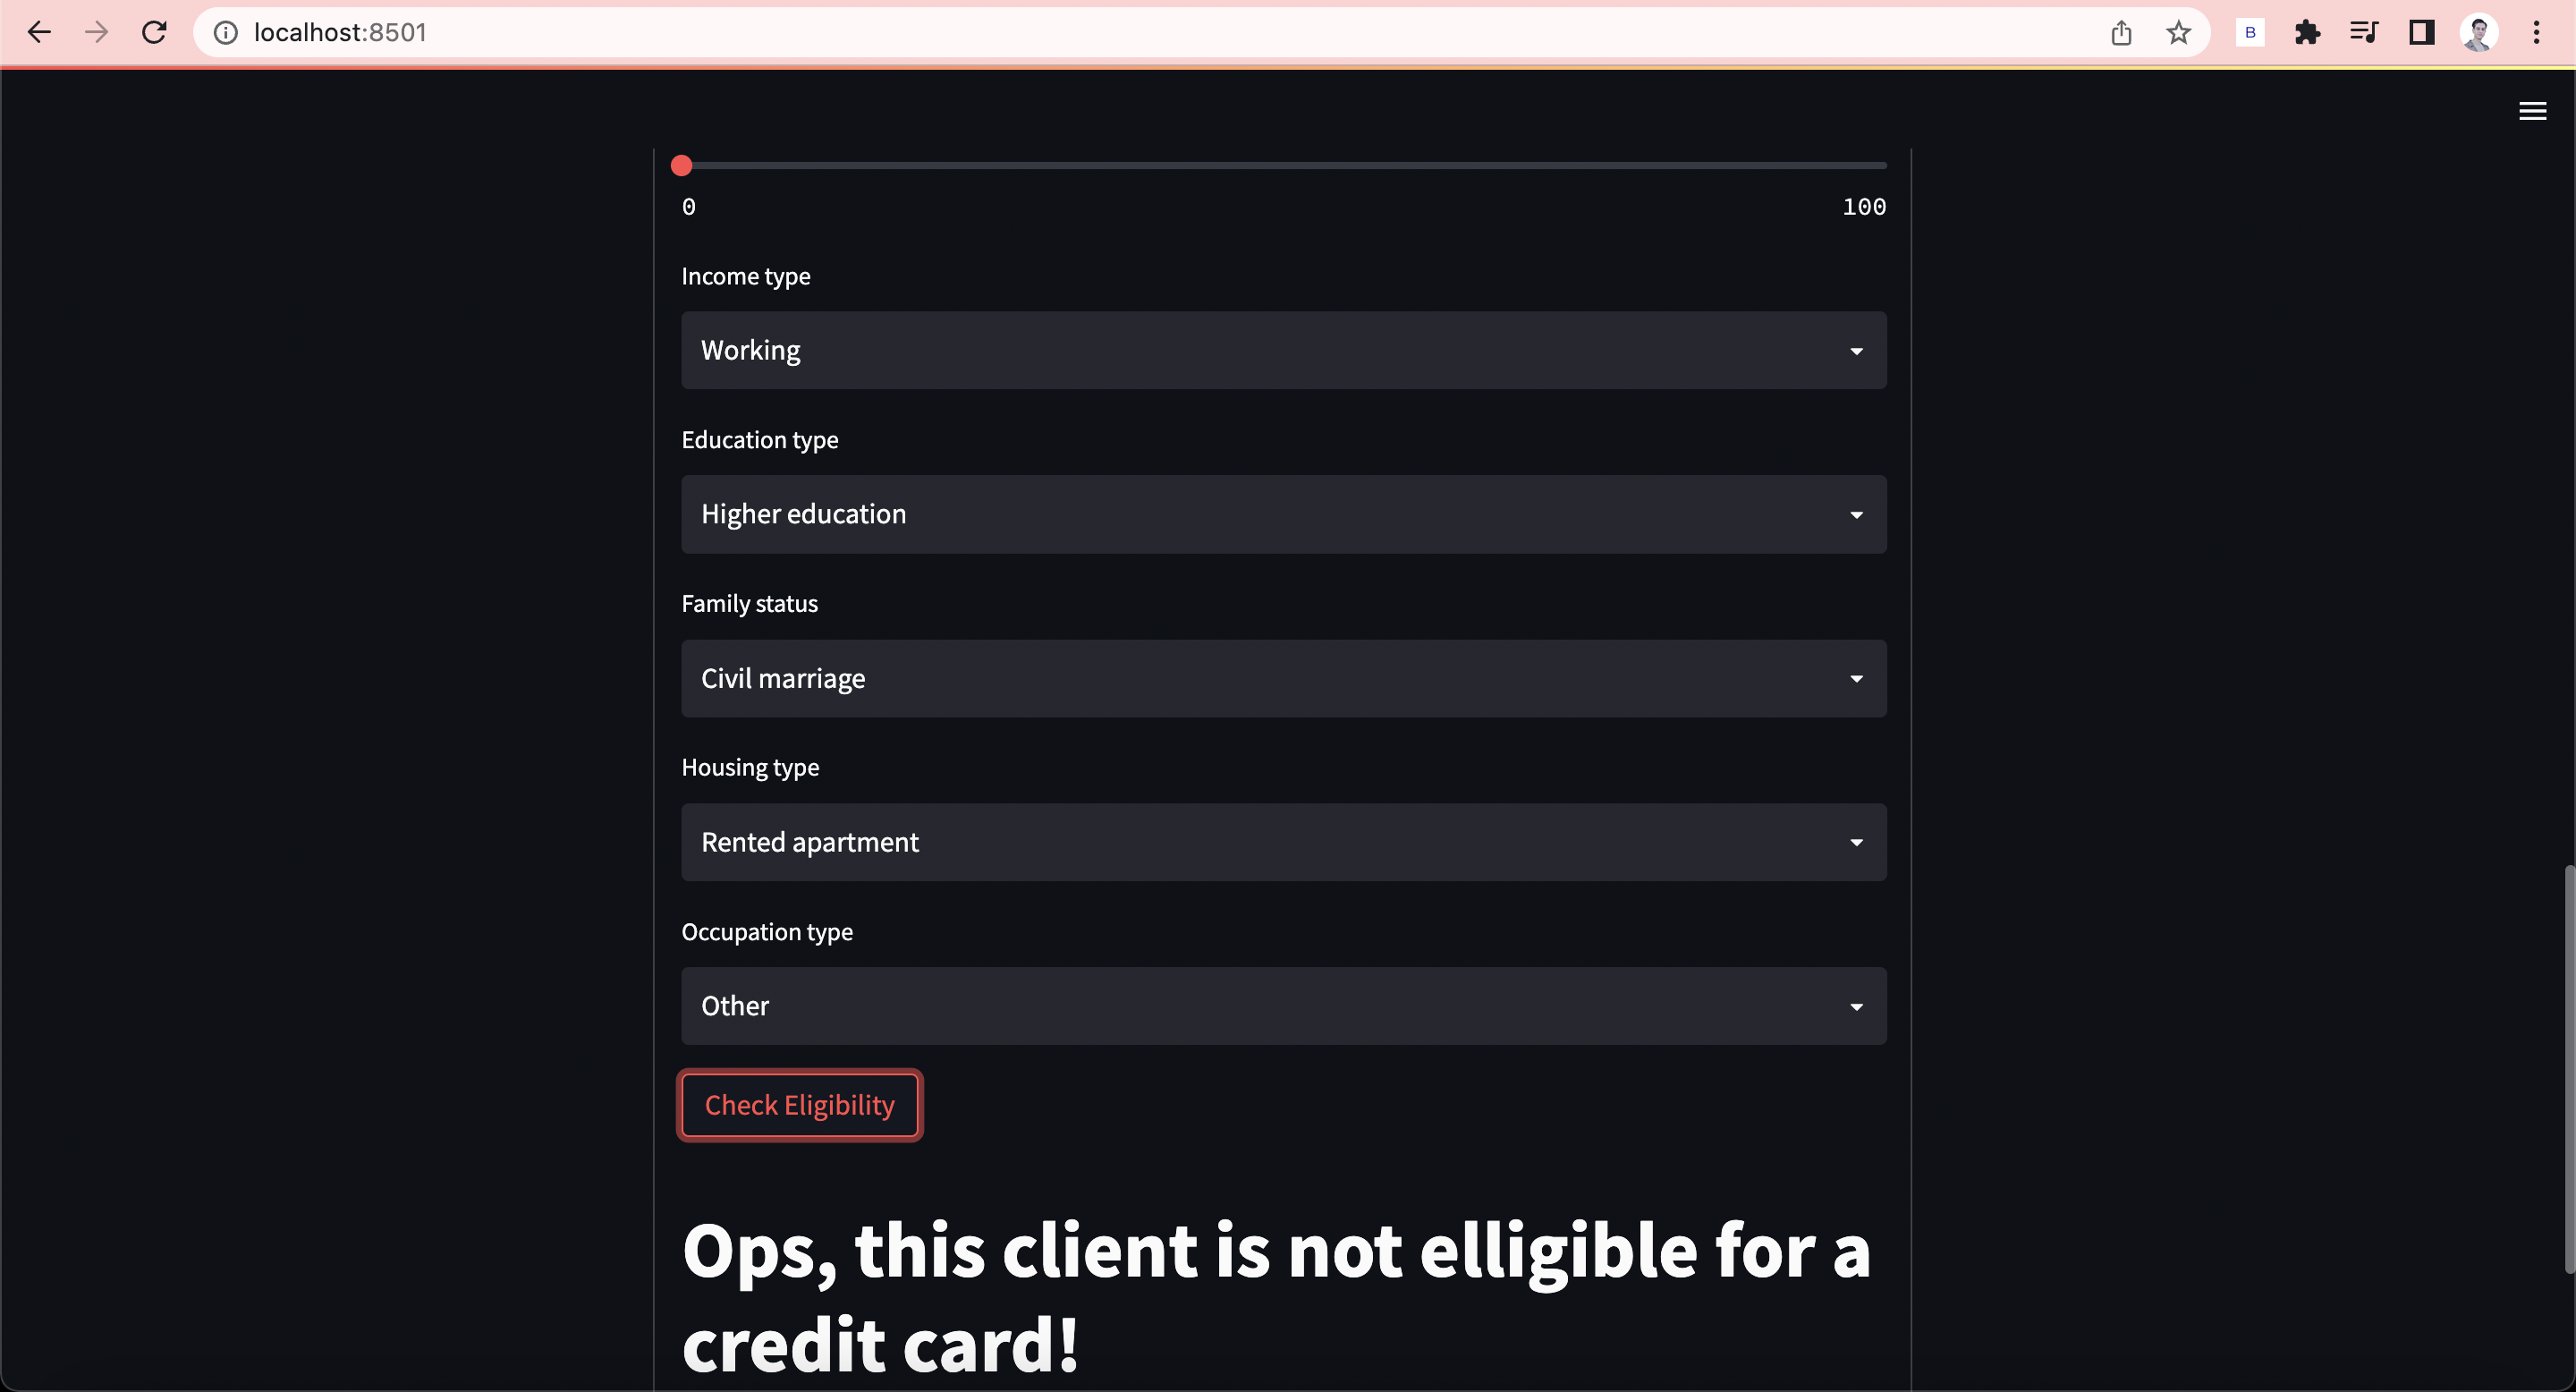 localhost:8501
B
0 100
Income type
Working
Education type
Higher education
Family status
Civil marriage
Housing type
Rented apartment
Occupation type
Other
Check Eligibility
Ops, this client is not elligible for a
credit card!